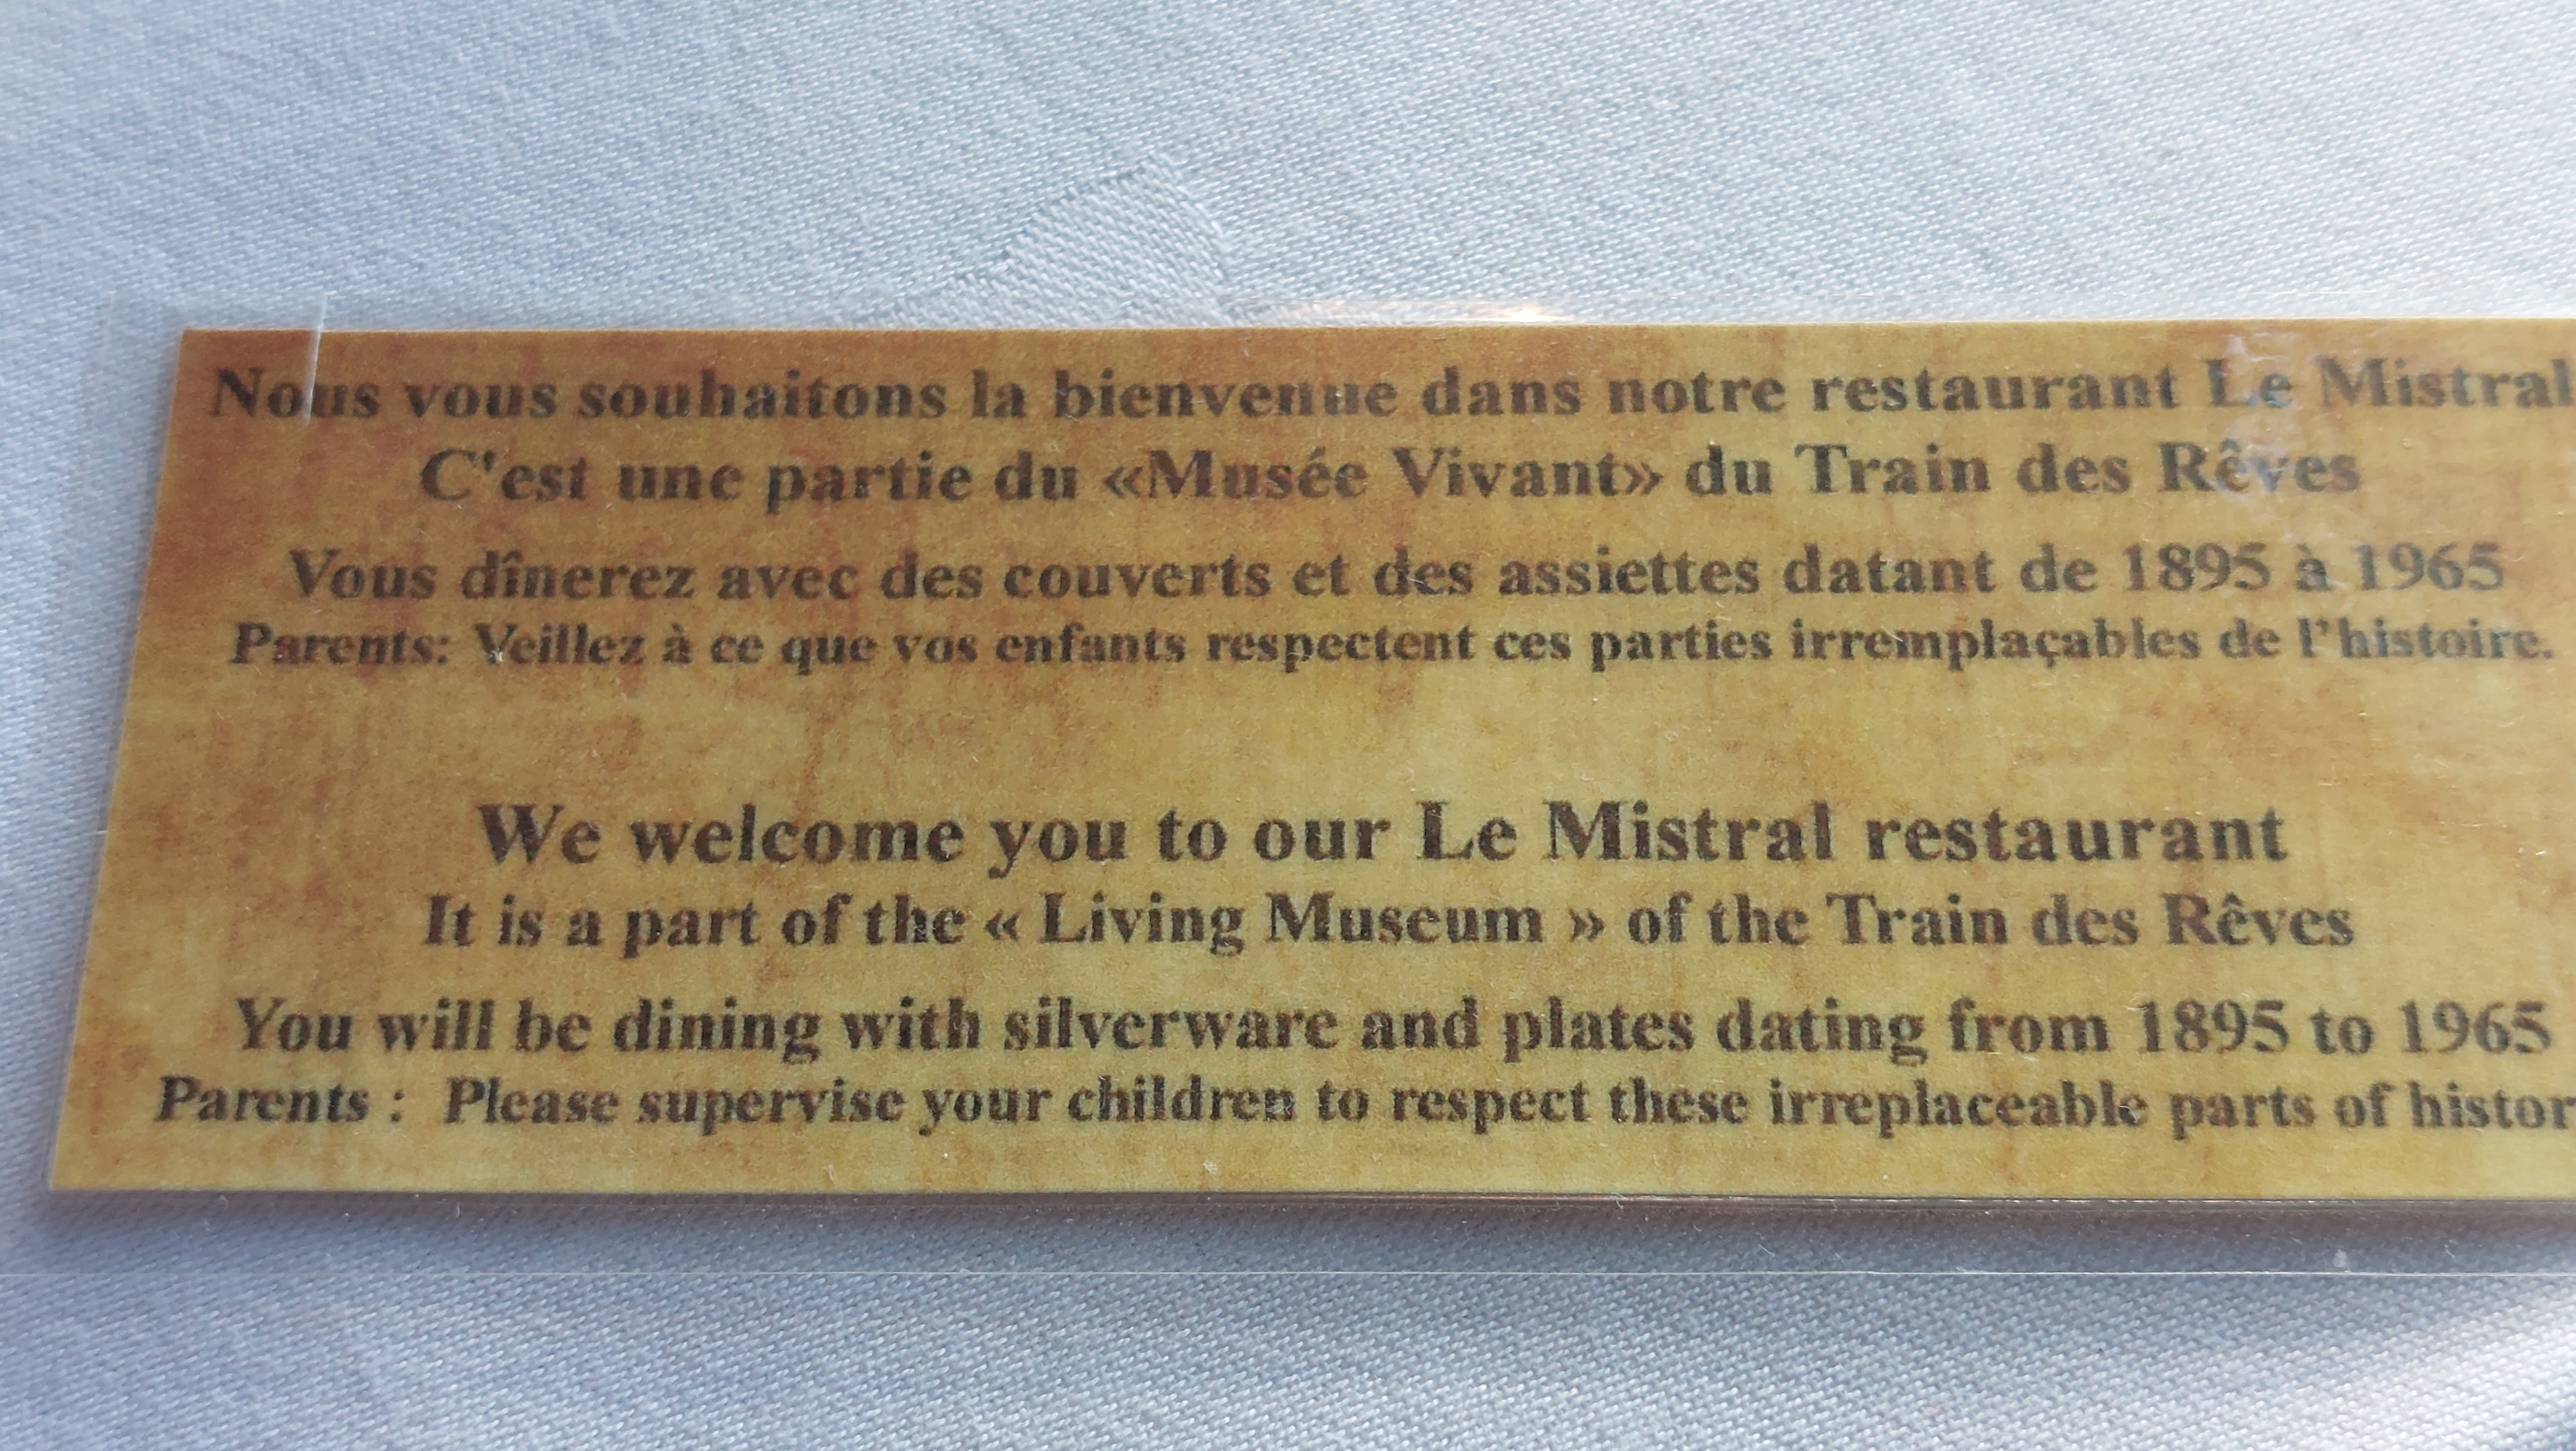 Nous vous souhaitons la bienvenue dans notre restaurant Le Mistral
C'est une partie du «Musée Vivant» du Train des Rêves
Vous dînerez avec des couverts et des assiettes datant de 1895 à 1965
Parents: Veillez à ce que vos enfants respectent ces parties irremplaçables de l'histoire.
We welcome you to our Le Mistral restaurant
It is a part of the « Living Museum » of the Train des Rêves
You will be dining with silverware and plates dating from 1895 to 1965
Parents : Please supervise your children to respect these irreplaceable parts of histor